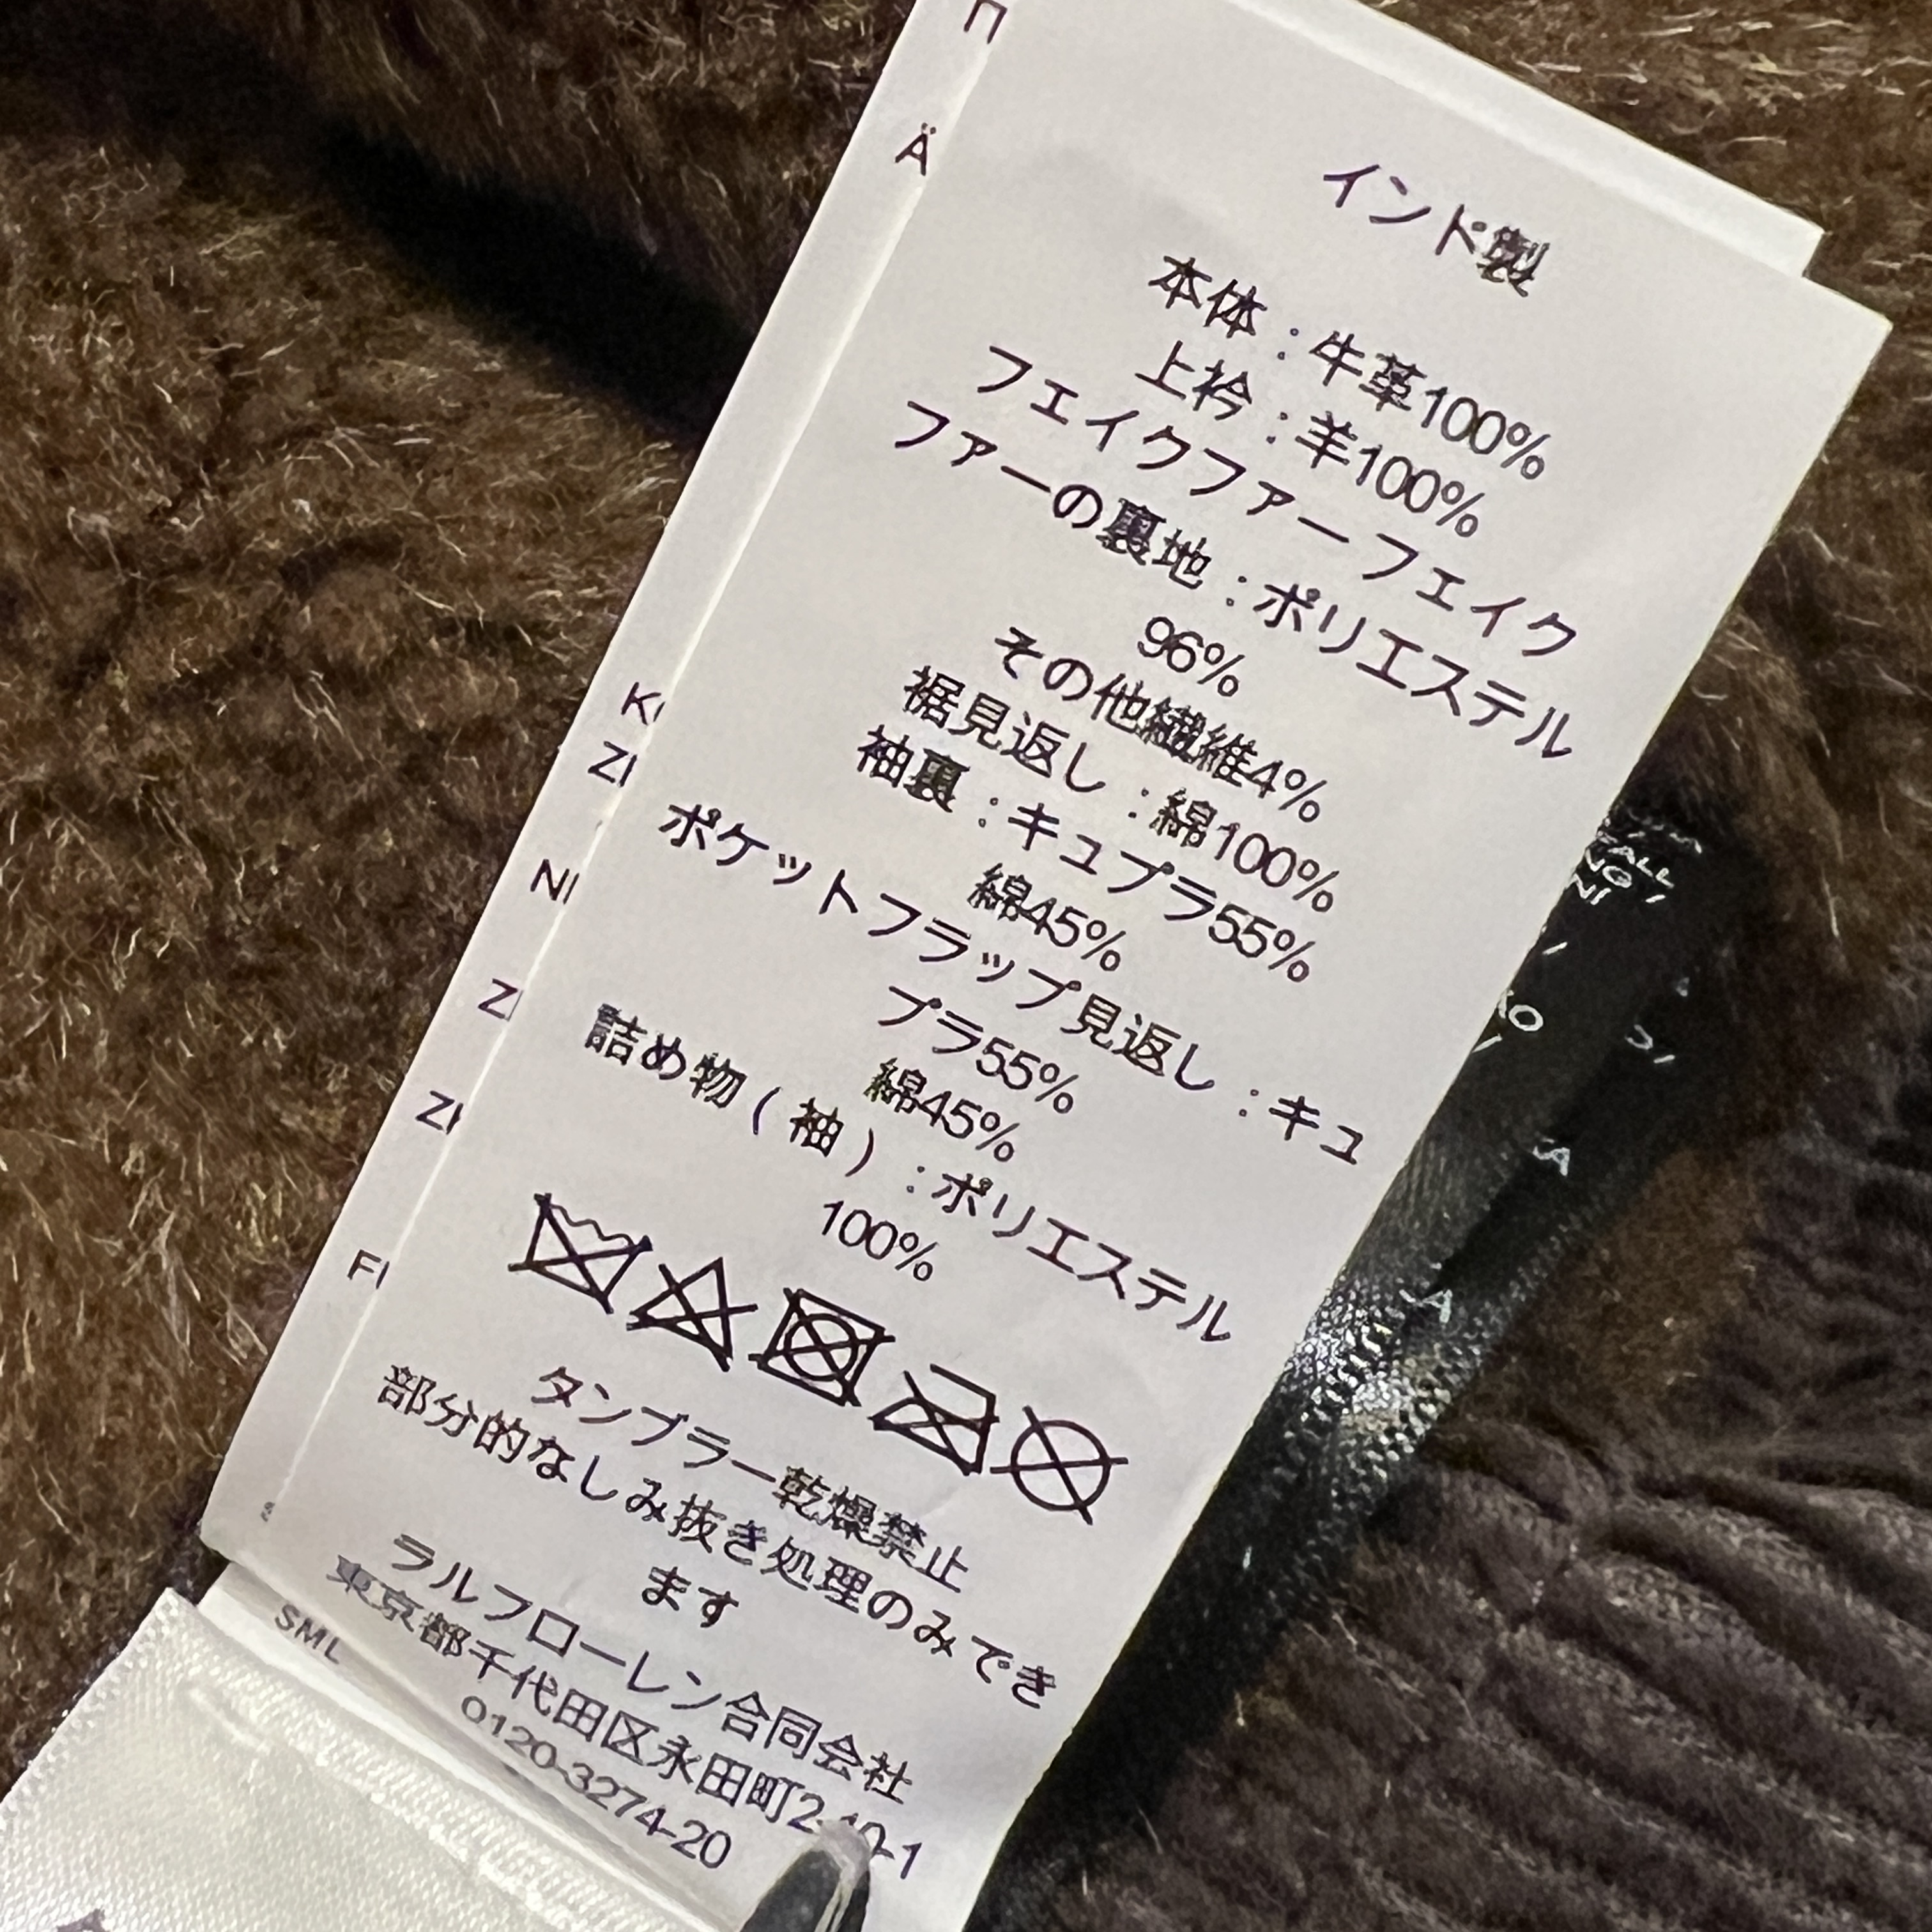 インド製
本体：牛革100%
上衿：羊100%
フェイクファーフェイク
ファーの裏地：ポリエステル
96%
その他繊維4%
裾見返し：綿100%
袖裏：キュプラ55%
綿45%
ポケットフラップ見返し：キュ
プラ55%
綿45%
詰め物(袖)：ポリエステル
100%
タンブラー乾燥禁止
部分的なしみ抜き処理のみでき
ます
ラルフローレン合同会社
東京都千代田区永田町2-10-1
0120-3274-20
SML